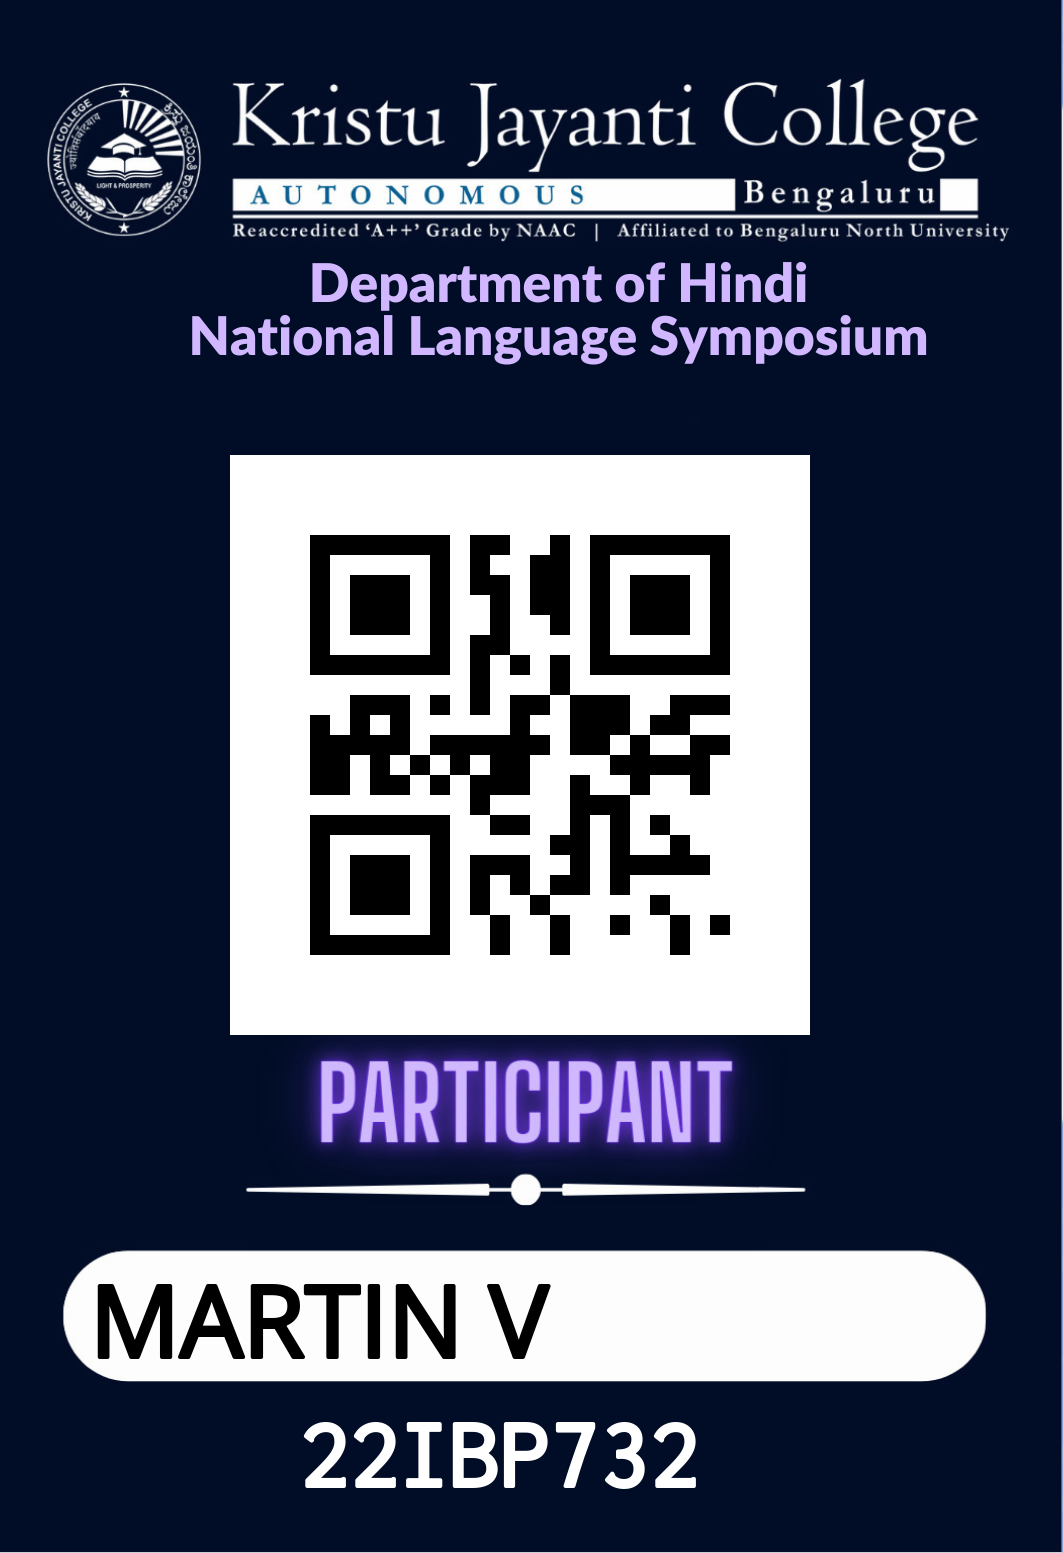 Kristu Jayanti College
AUTONOMOUS Bengaluru
Reaccredited ‘A++’ Grade by NAAC | Affiliated to Bengaluru North University
KRISTU JAYANTI COLLEGE
LIGHT & PROSPERITY
Department of Hindi
National Language Symposium
PARTICIPANT
MARTIN V
22IBP732